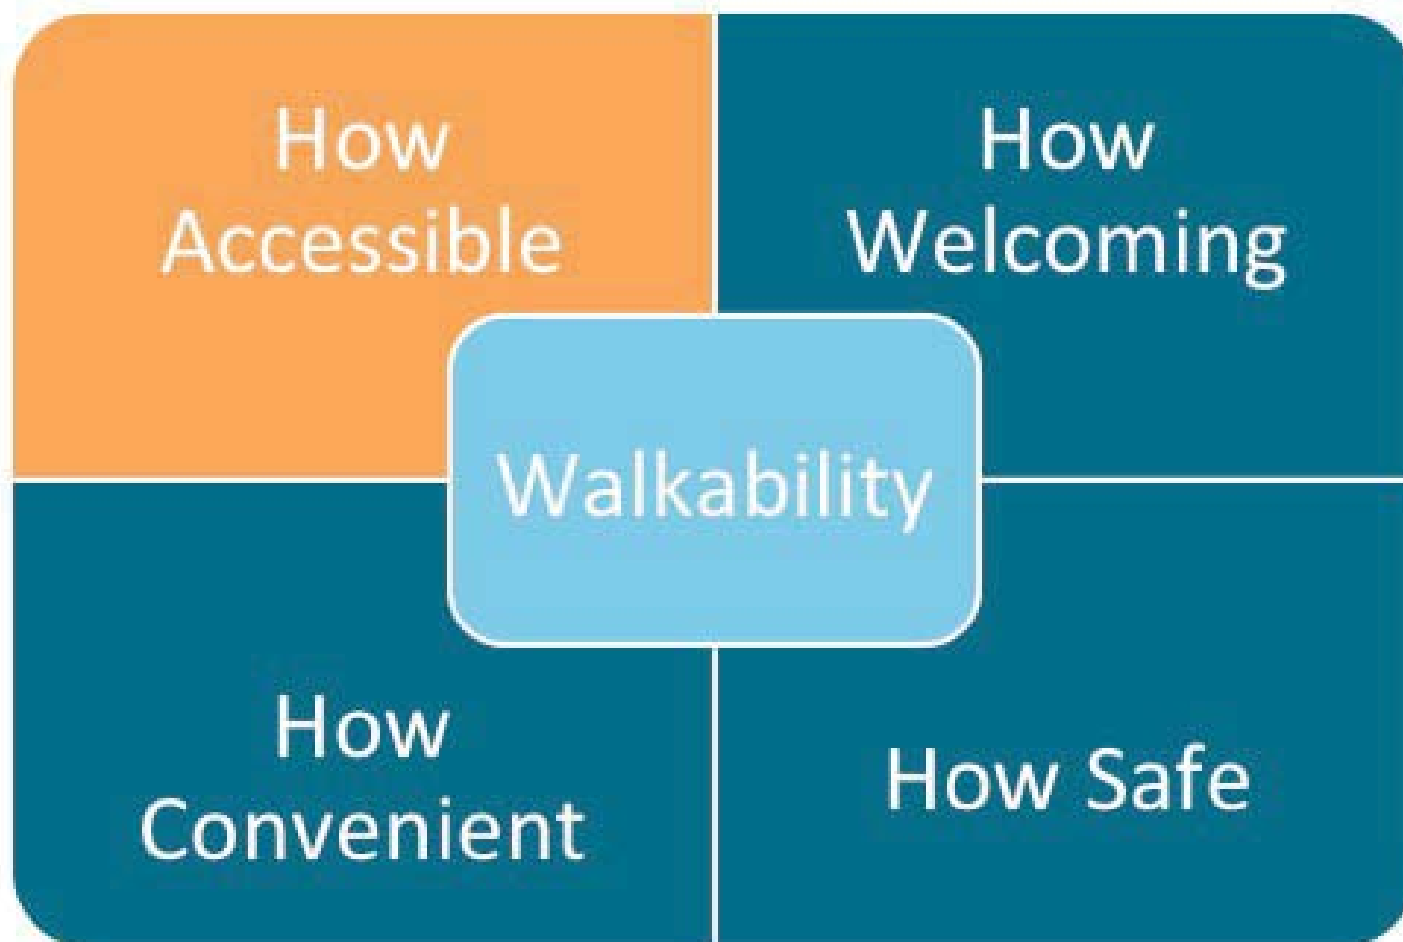 How
Accessible
How
Welcoming
Walkability
How
Convenient
How Safe